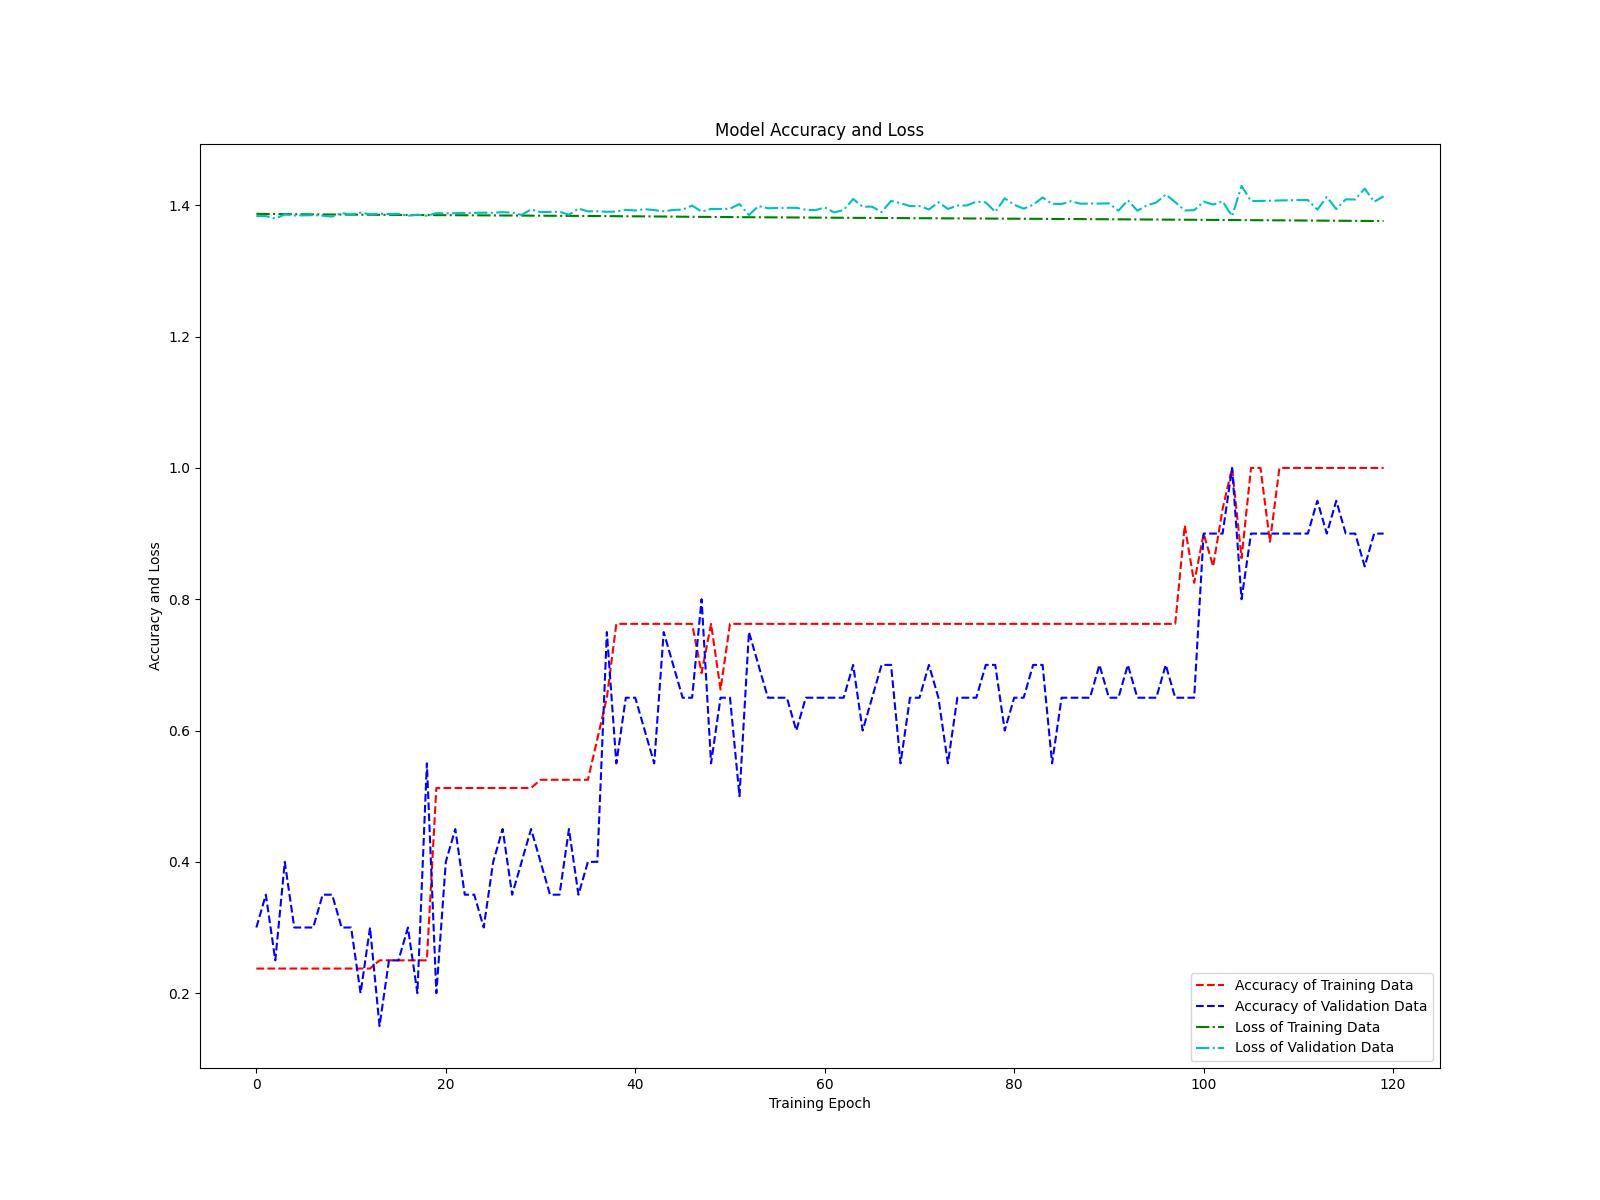 Model Accuracy and Loss
1.4
1.2
1.0
0.8
0.6
0.4
0.2
Accuracy and Loss
0 20 40 60 80 100 120
Training Epoch
Accuracy of Training Data
Accuracy of Validation Data
Loss of Training Data
Loss of Validation Data